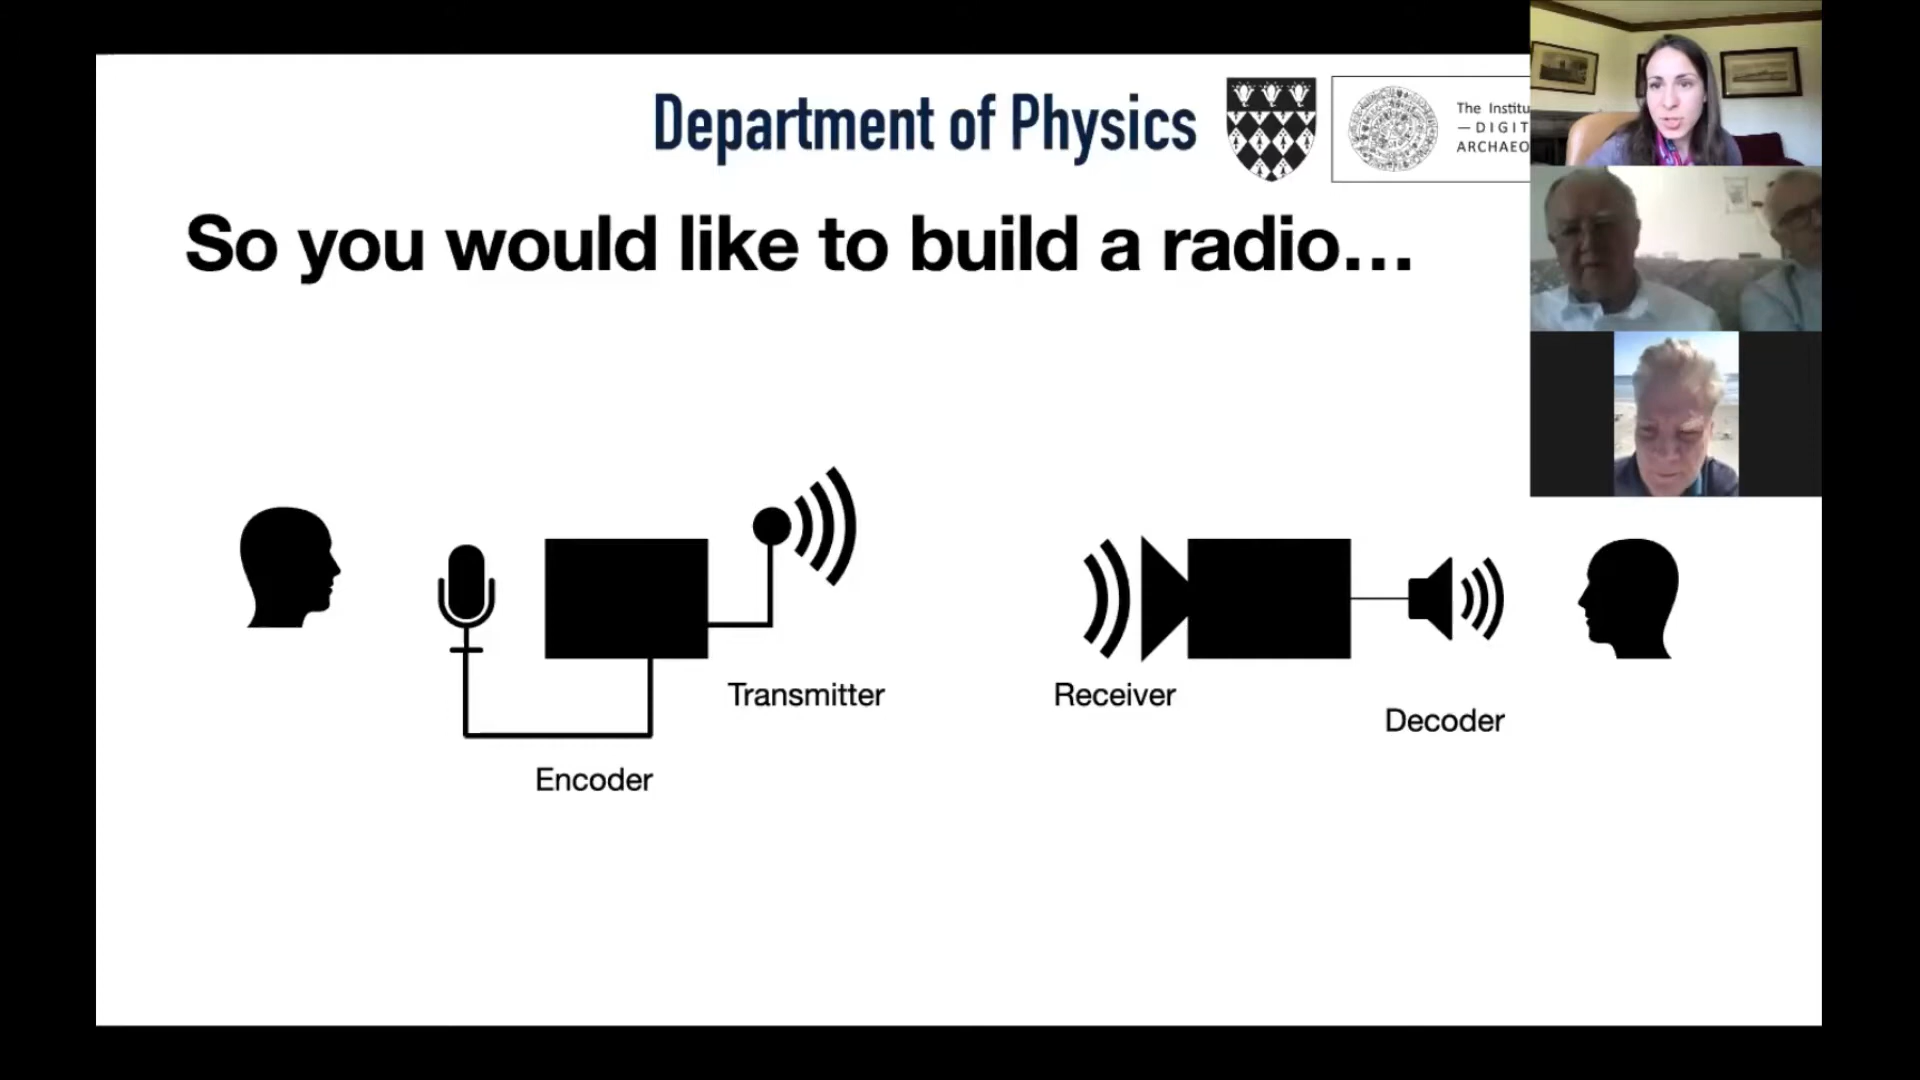 Department of Physics
The Institu
—DIGIT
ARCHAEO
So you would like to build a radio...
Transmitter
Receiver
Decoder
Encoder